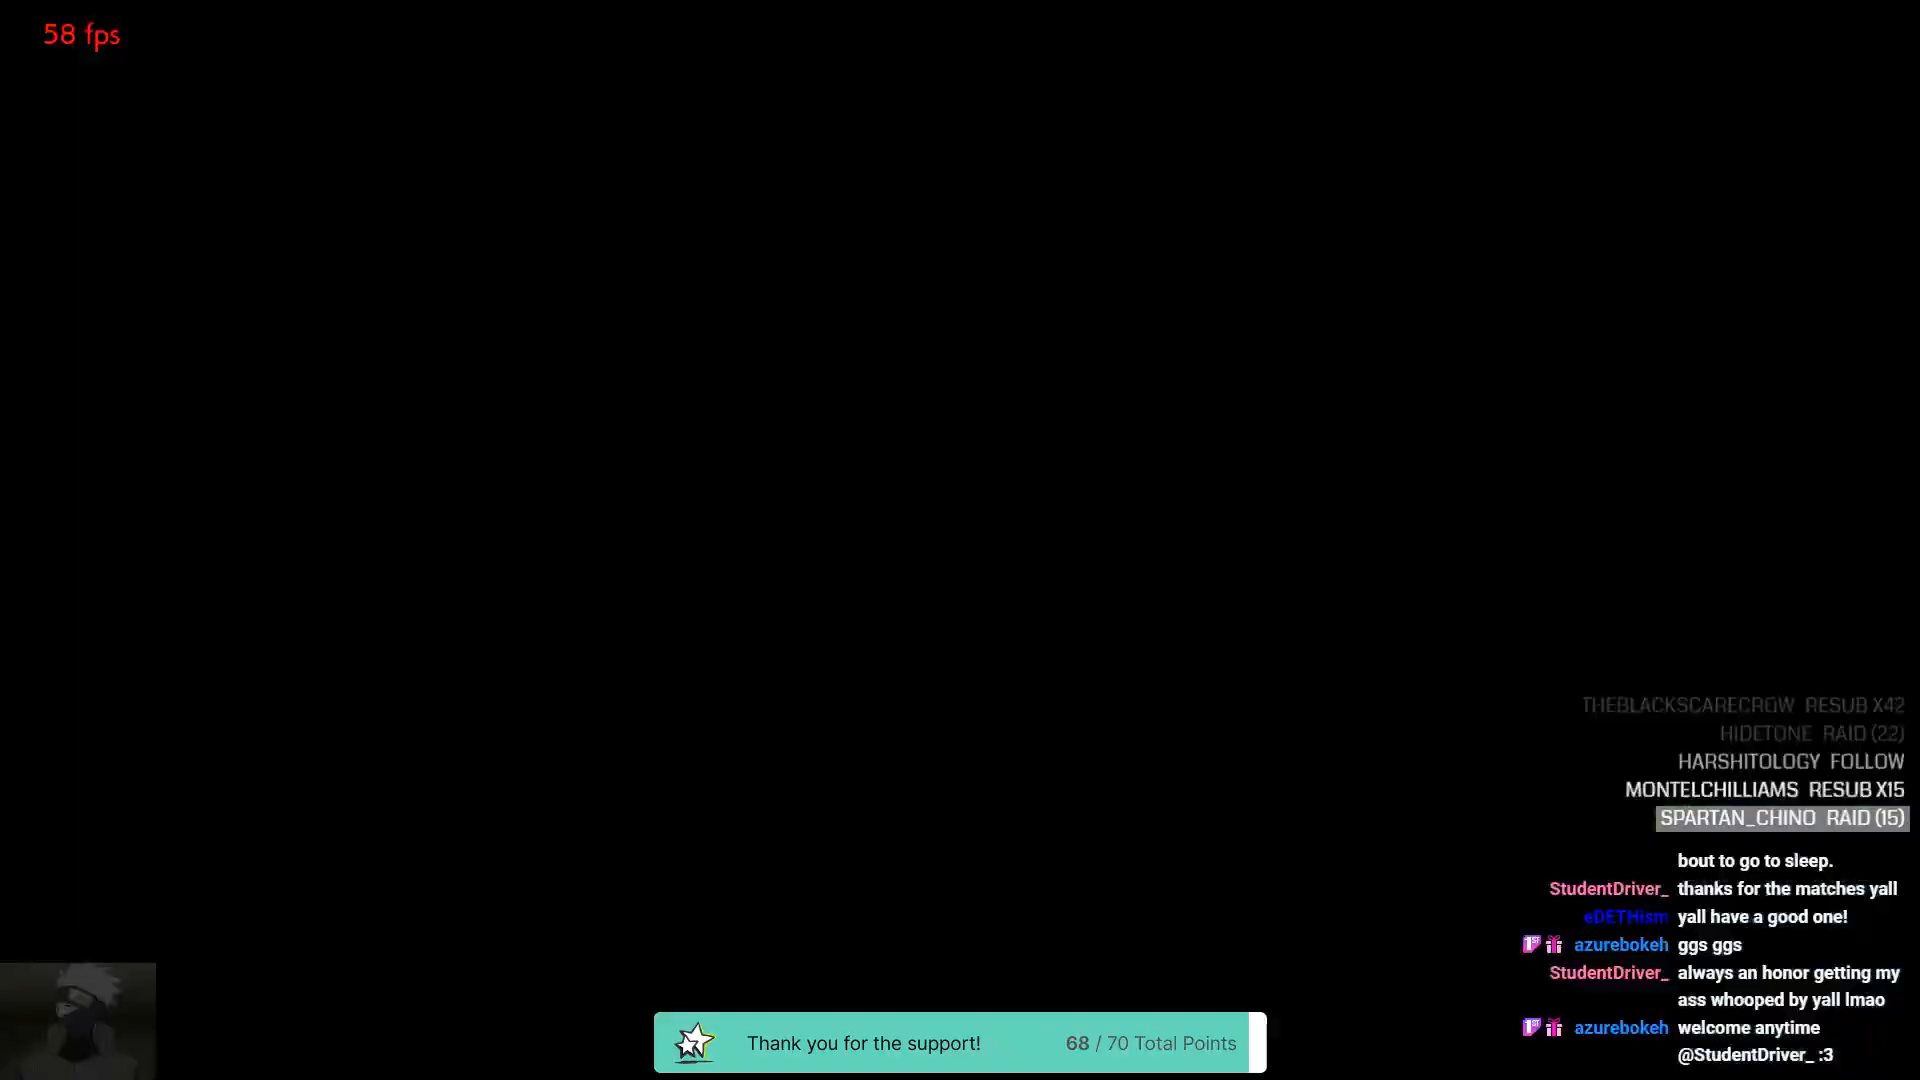 58 fps
THEBLACKSCARECROW RESUB X42
HIDETONE RAID (22)
HARSHITOLOGY FOLLOW
MONTELCHILLIAMS RESUB X15
SPARTAN_CHINO RAID (15)
bout to go to sleep.
StudentDriver_ thanks for the matches yall
eDETHism yall have a good one!
1ST azurebokeh ggs ggs
StudentDriver_ always an honor getting my
ass whooped by yall lmao
1ST azurebokeh welcome anytime
@StudentDriver_ :3
Thank you for the support! 68 / 70 Total Points